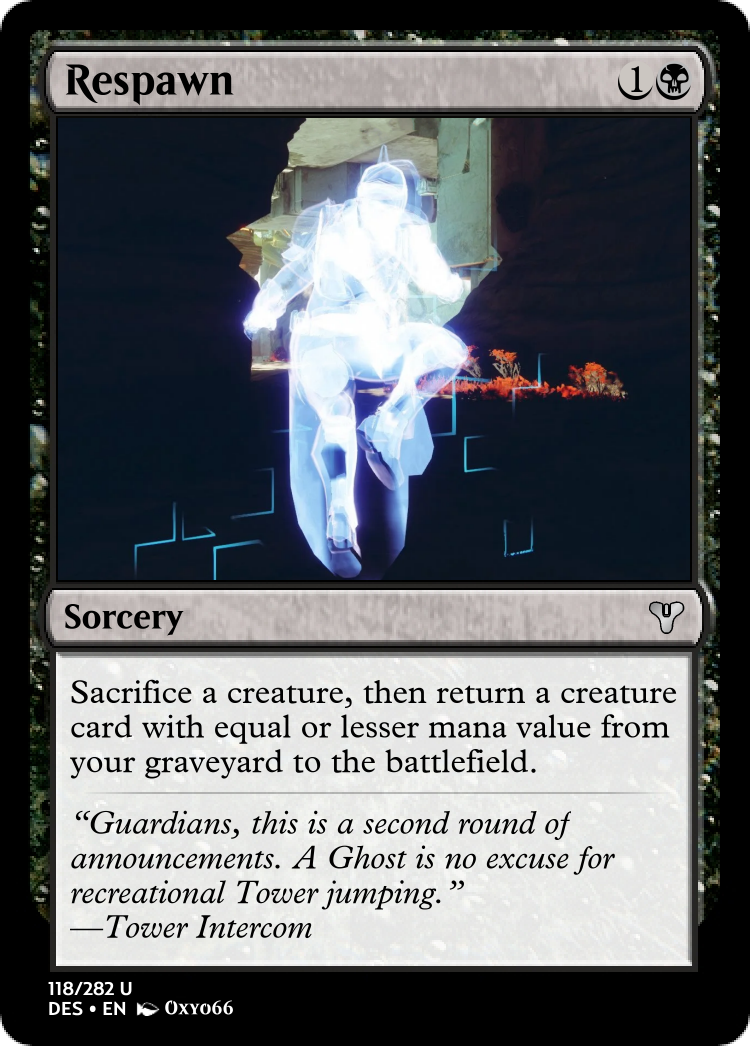 Respawn 1
Sorcery
Sacrifice a creature, then return a creature
card with equal or lesser mana value from
your graveyard to the battlefield.
“Guardians, this is a second round of
announcements. A Ghost is no excuse for
recreational Tower jumping.”
—Tower Intercom
118/282 U
DES • EN Oxyo66